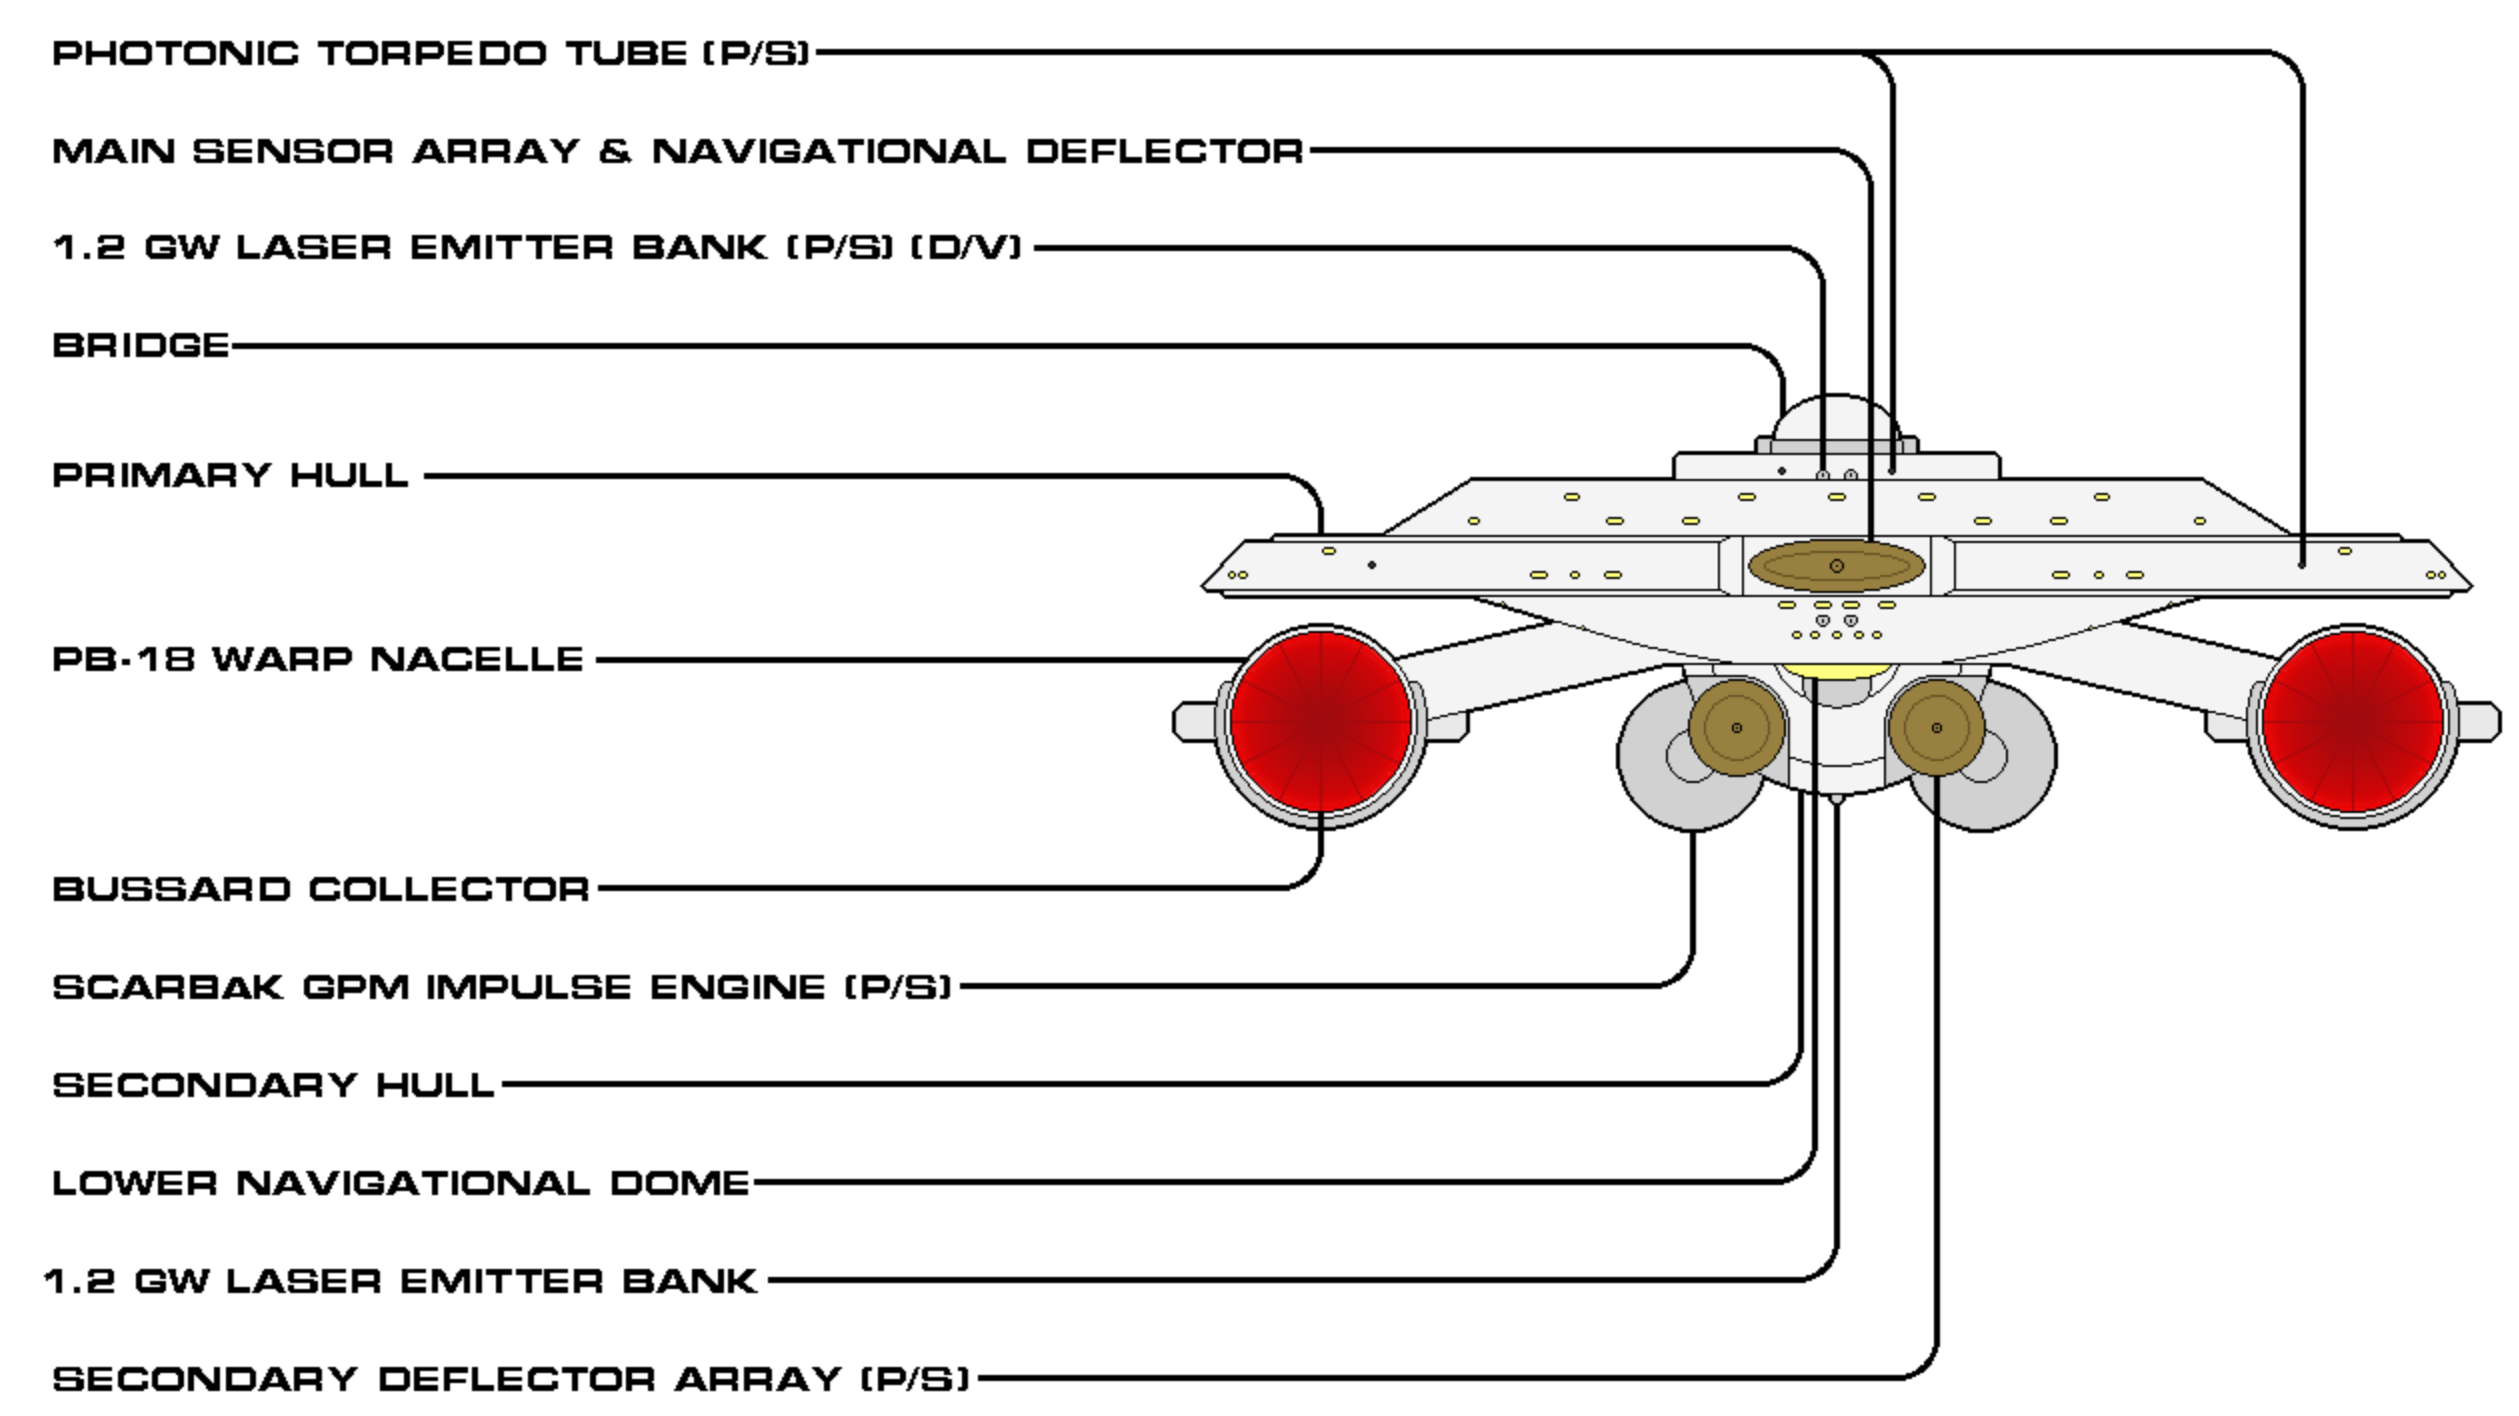 PHOTONIC TORPEDO TUBE (P/S)
MAIN SENSOR ARRAY & NAVIGATIONAL DEFLECTOR
1.2 GW LASER EMITTER BANK (P/S) (D/V)
BRIDGE
PRIMARY HULL
PB-18 WARP NACELLE
BUSSARD COLLECTOR
SCARBAK GPM IMPULSE ENGINE (P/S)
SECONDARY HULL
LOWER NAVIGATIONAL DOME
1.2 GW LASER EMITTER BANK
SECONDARY DEFLECTOR ARRAY (P/S)